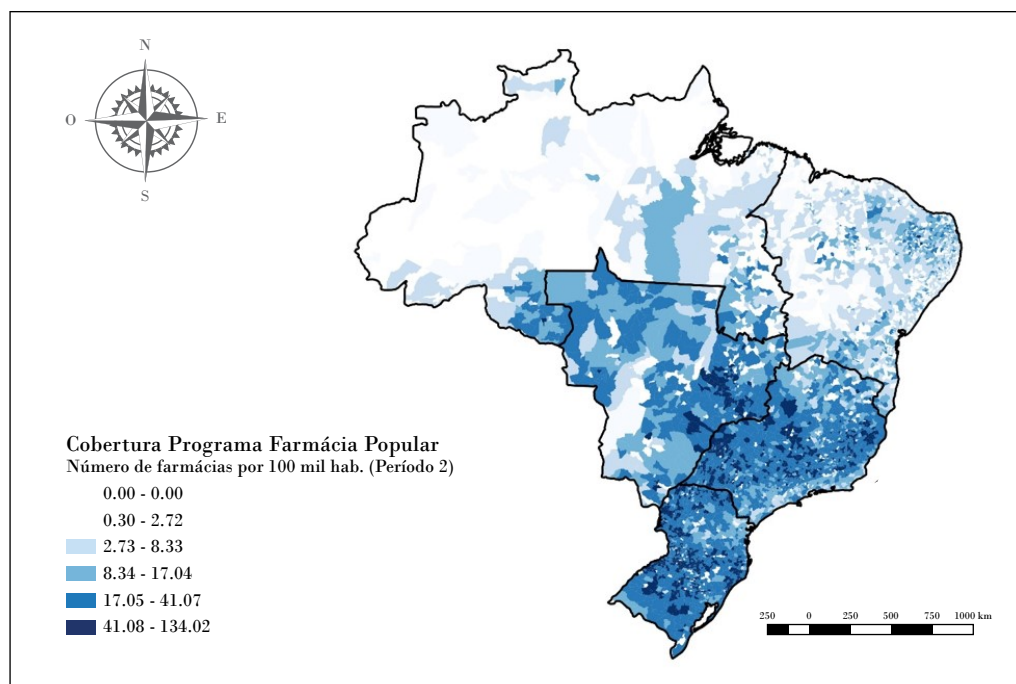 N
O
E
S
Cobertura Programa Farmácia Popular
Número de farmácias por 100 mil hab. (Período 2)
0.00 - 0.00
0.30 - 2.72
2.73 - 8.33
8.34 - 17.04
17.05 - 41.07
41.08 - 134.02
250 0 250 500 750 1000 km